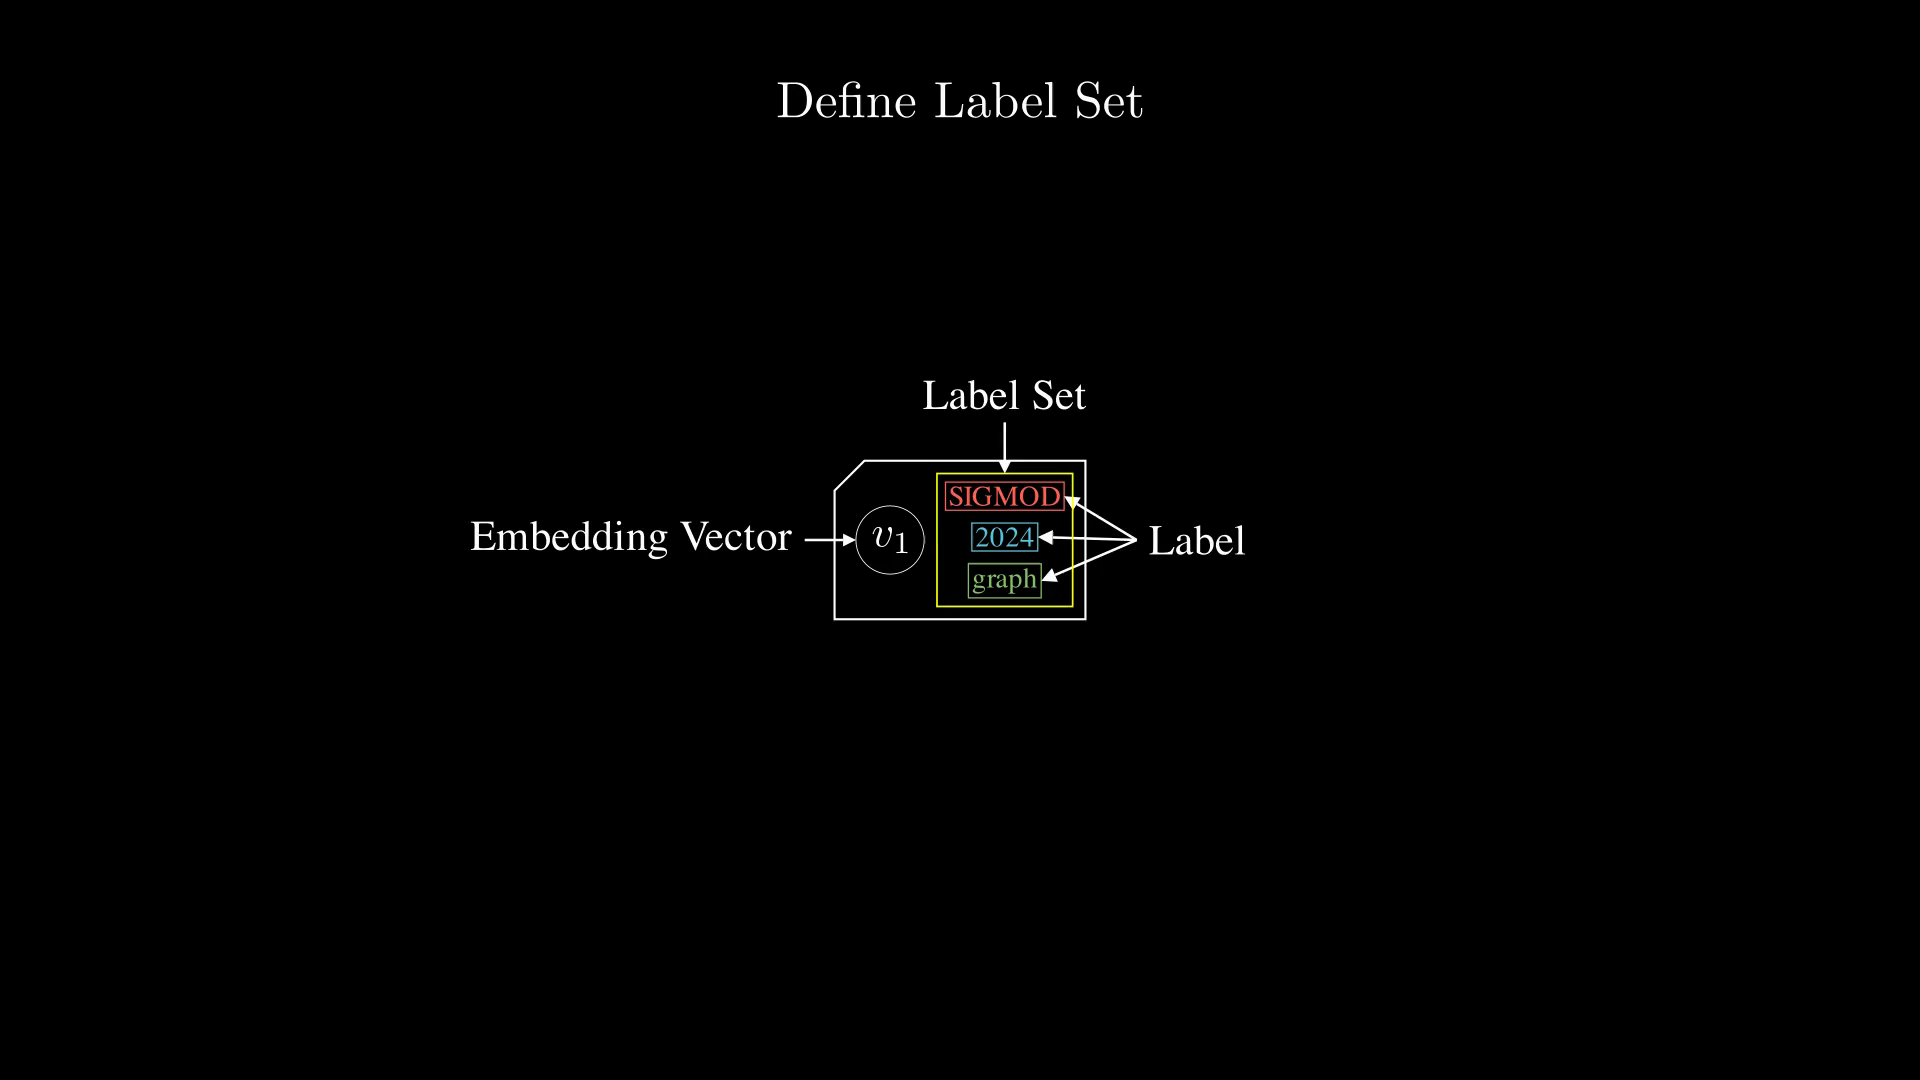 Define Label Set
Label Set
SIGMOD
Embedding Vector
v₁
2024
Label
graph